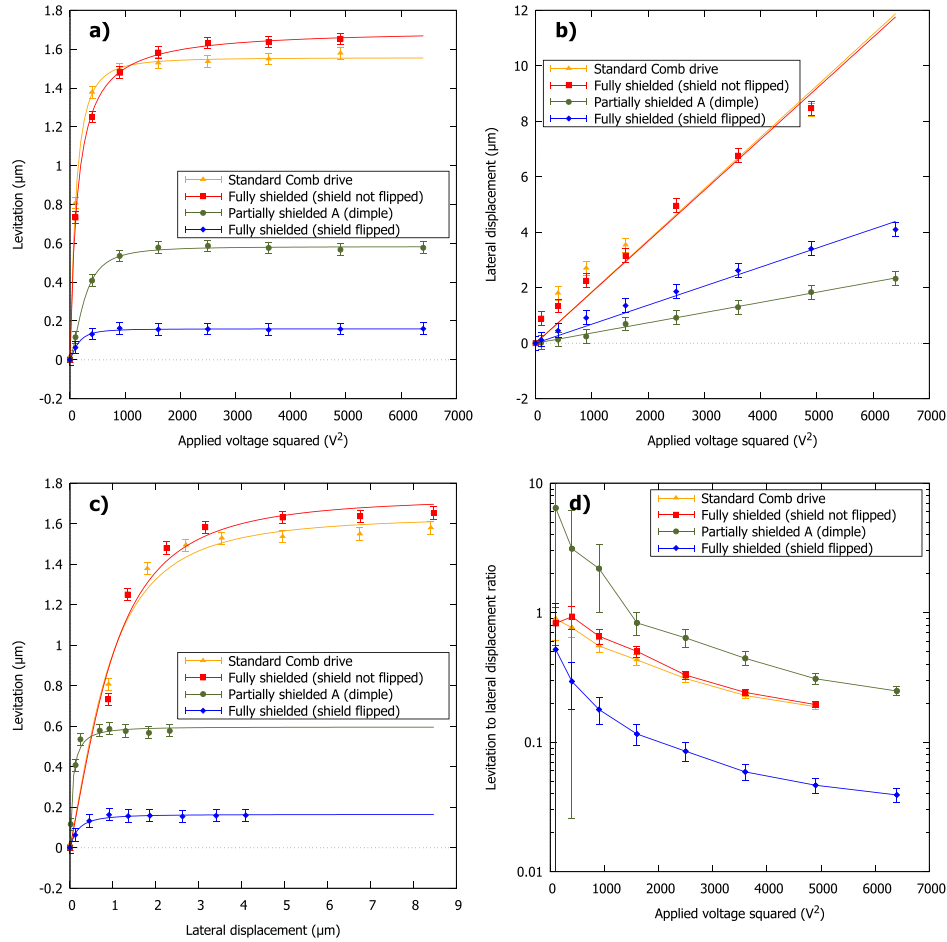 a)
Levitation (µm)
1.8
1.6
1.4
1.2
1
0.8
0.6
0.4
0.2
0
-0.2
Standard Comb drive
Fully shielded (shield not flipped)
Partially shielded A (dimple)
Fully shielded (shield flipped)
0 1000 2000 3000 4000 5000 6000 7000
Applied voltage squared (V²)
b)
Lateral displacement (µm)
12
10
8
6
4
2
0
-2
Standard Comb drive
Fully shielded (shield not flipped)
Partially shielded A (dimple)
Fully shielded (shield flipped)
0 1000 2000 3000 4000 5000 6000 7000
Applied voltage squared (V²)
c)
Levitation (µm)
1.8
1.6
1.4
1.2
1
0.8
0.6
0.4
0.2
0
-0.2
Standard Comb drive
Fully shielded (shield not flipped)
Partially shielded A (dimple)
Fully shielded (shield flipped)
0 1 2 3 4 5 6 7 8 9
Lateral displacement (µm)
d)
Levitation to lateral displacement ratio
10
1
0.1
0.01
Standard Comb drive
Fully shielded (shield not flipped)
Partially shielded A (dimple)
Fully shielded (shield flipped)
0 1000 2000 3000 4000 5000 6000 7000
Applied voltage squared (V²)